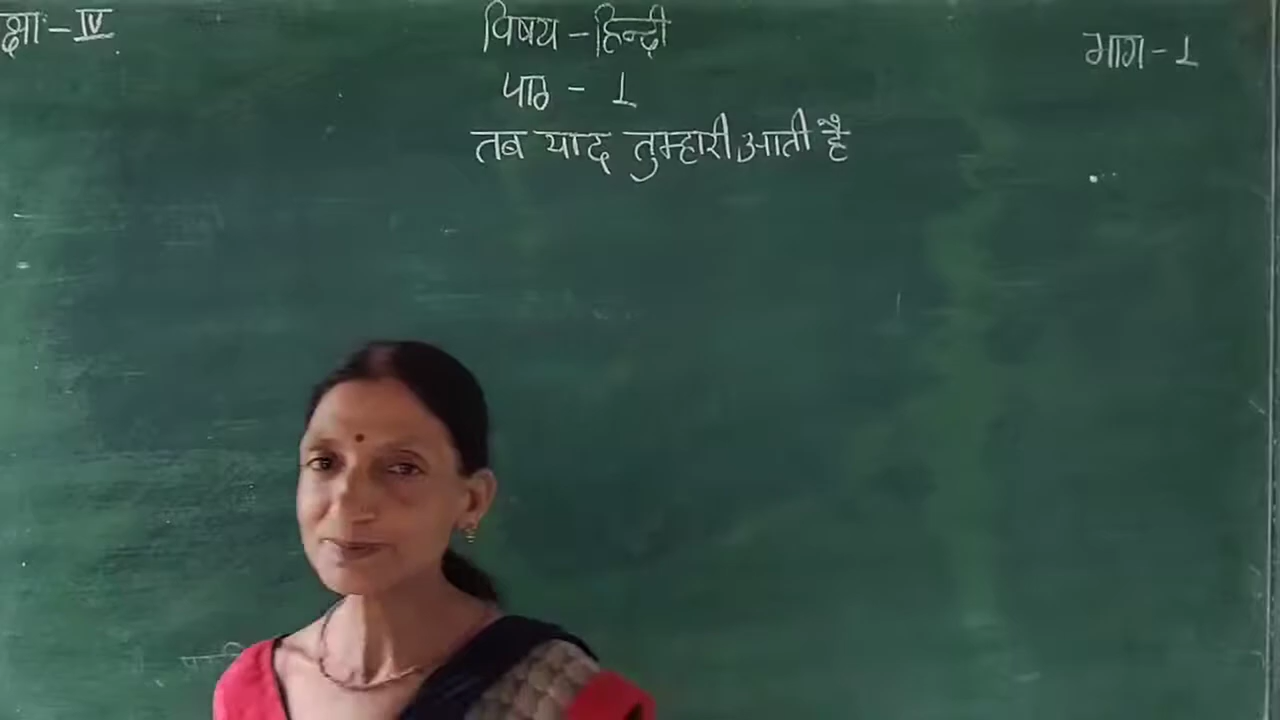 क्षा - IV
विषय - हिन्दी
भाग - 1
पाठ - 1
तब याद तुम्हारी आती है